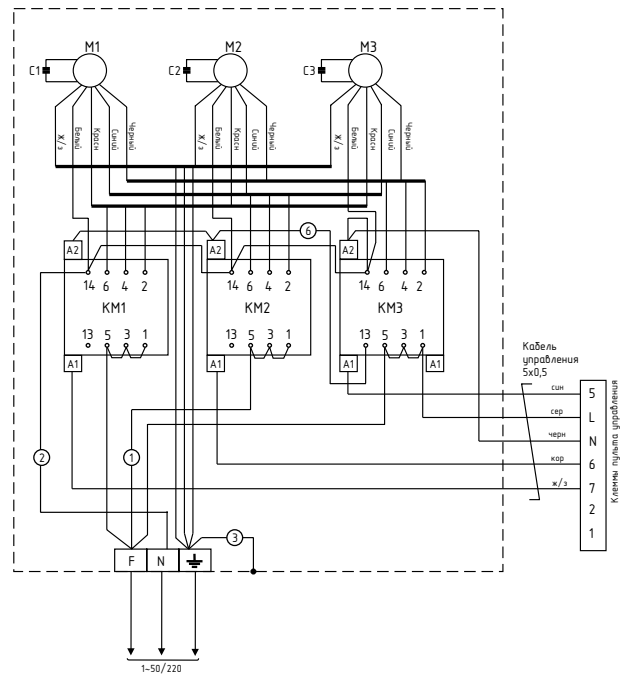 M1 M2 M3
C1 C2 C3
Ж/з Белый Красн Синий Черный Ж/з Белый Красн Синий Черный Ж/з Белый Красн Синий Черный
6
A2 A2 A2
14 6 4 2 14 6 4 2 14 6 4 2
KM1 KM2 KM3
13 5 3 1 13 5 3 1 13 5 3 1
A1 A1 A1 A1
Кабель
управления
5x0,5
син 5
сер L
черн N
кор 6
ж/з 7
2
1
Клеммы пульта управления
2 1
3
F N
1~50/220